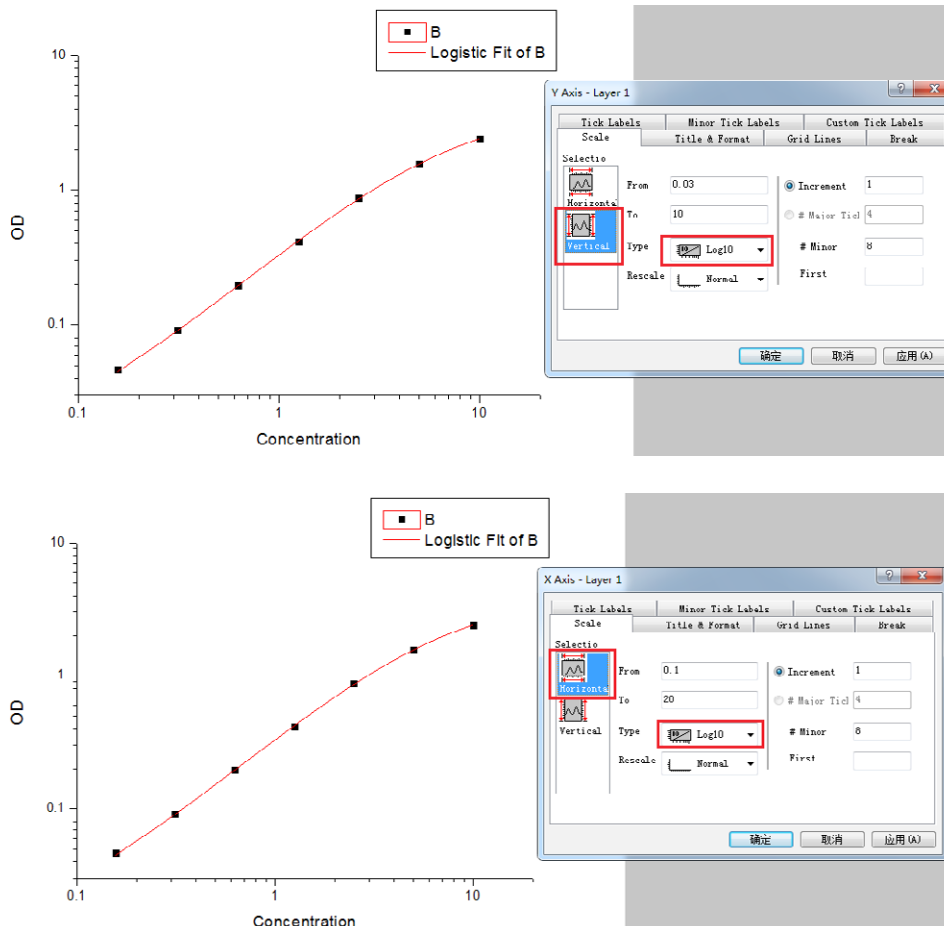 B
Logistic Fit of B
10
1
0.1
OD
0.1
1
10
Concentration
Y Axis - Layer 1
Tick Labels
Minor Tick Labels
Custom Tick Labels
Scale
Title & Format
Grid Lines
Break
Selectio
Horizonta
Vertical
From
0.03
To
10
Type
Log10
Rescale
Normal
Increment
1
# Major Ticl
4
# Minor
8
First
确定
取消
应用(A)
B
Logistic Fit of B
10
1
0.1
OD
0.1
1
10
Concentration
X Axis - Layer 1
Tick Labels
Minor Tick Labels
Custom Tick Labels
Scale
Title & Format
Grid Lines
Break
Selectio
Horizonta
Vertical
From
0.1
To
20
Type
Log10
Rescale
Normal
Increment
1
# Major Ticl
4
# Minor
8
First
确定
取消
应用(A)